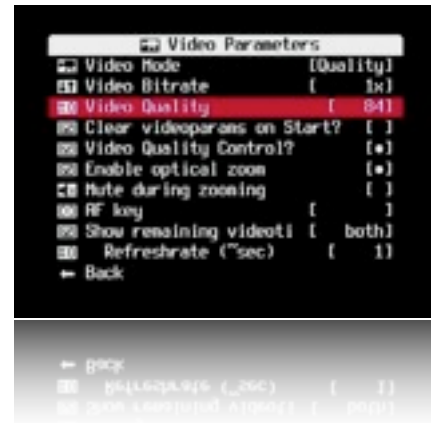 Video Parameters
Video Mode [Quality]
Video Bitrate [ 1x]
Video Quality [ 84]
Clear videoparams on Start? [ ]
Video Quality Control? [•]
Enable optical zoom [•]
Mute during zooming [ ]
AF key [ ]
Show remaining videoti [ both]
Refreshrate (~sec) [ 1]
Back